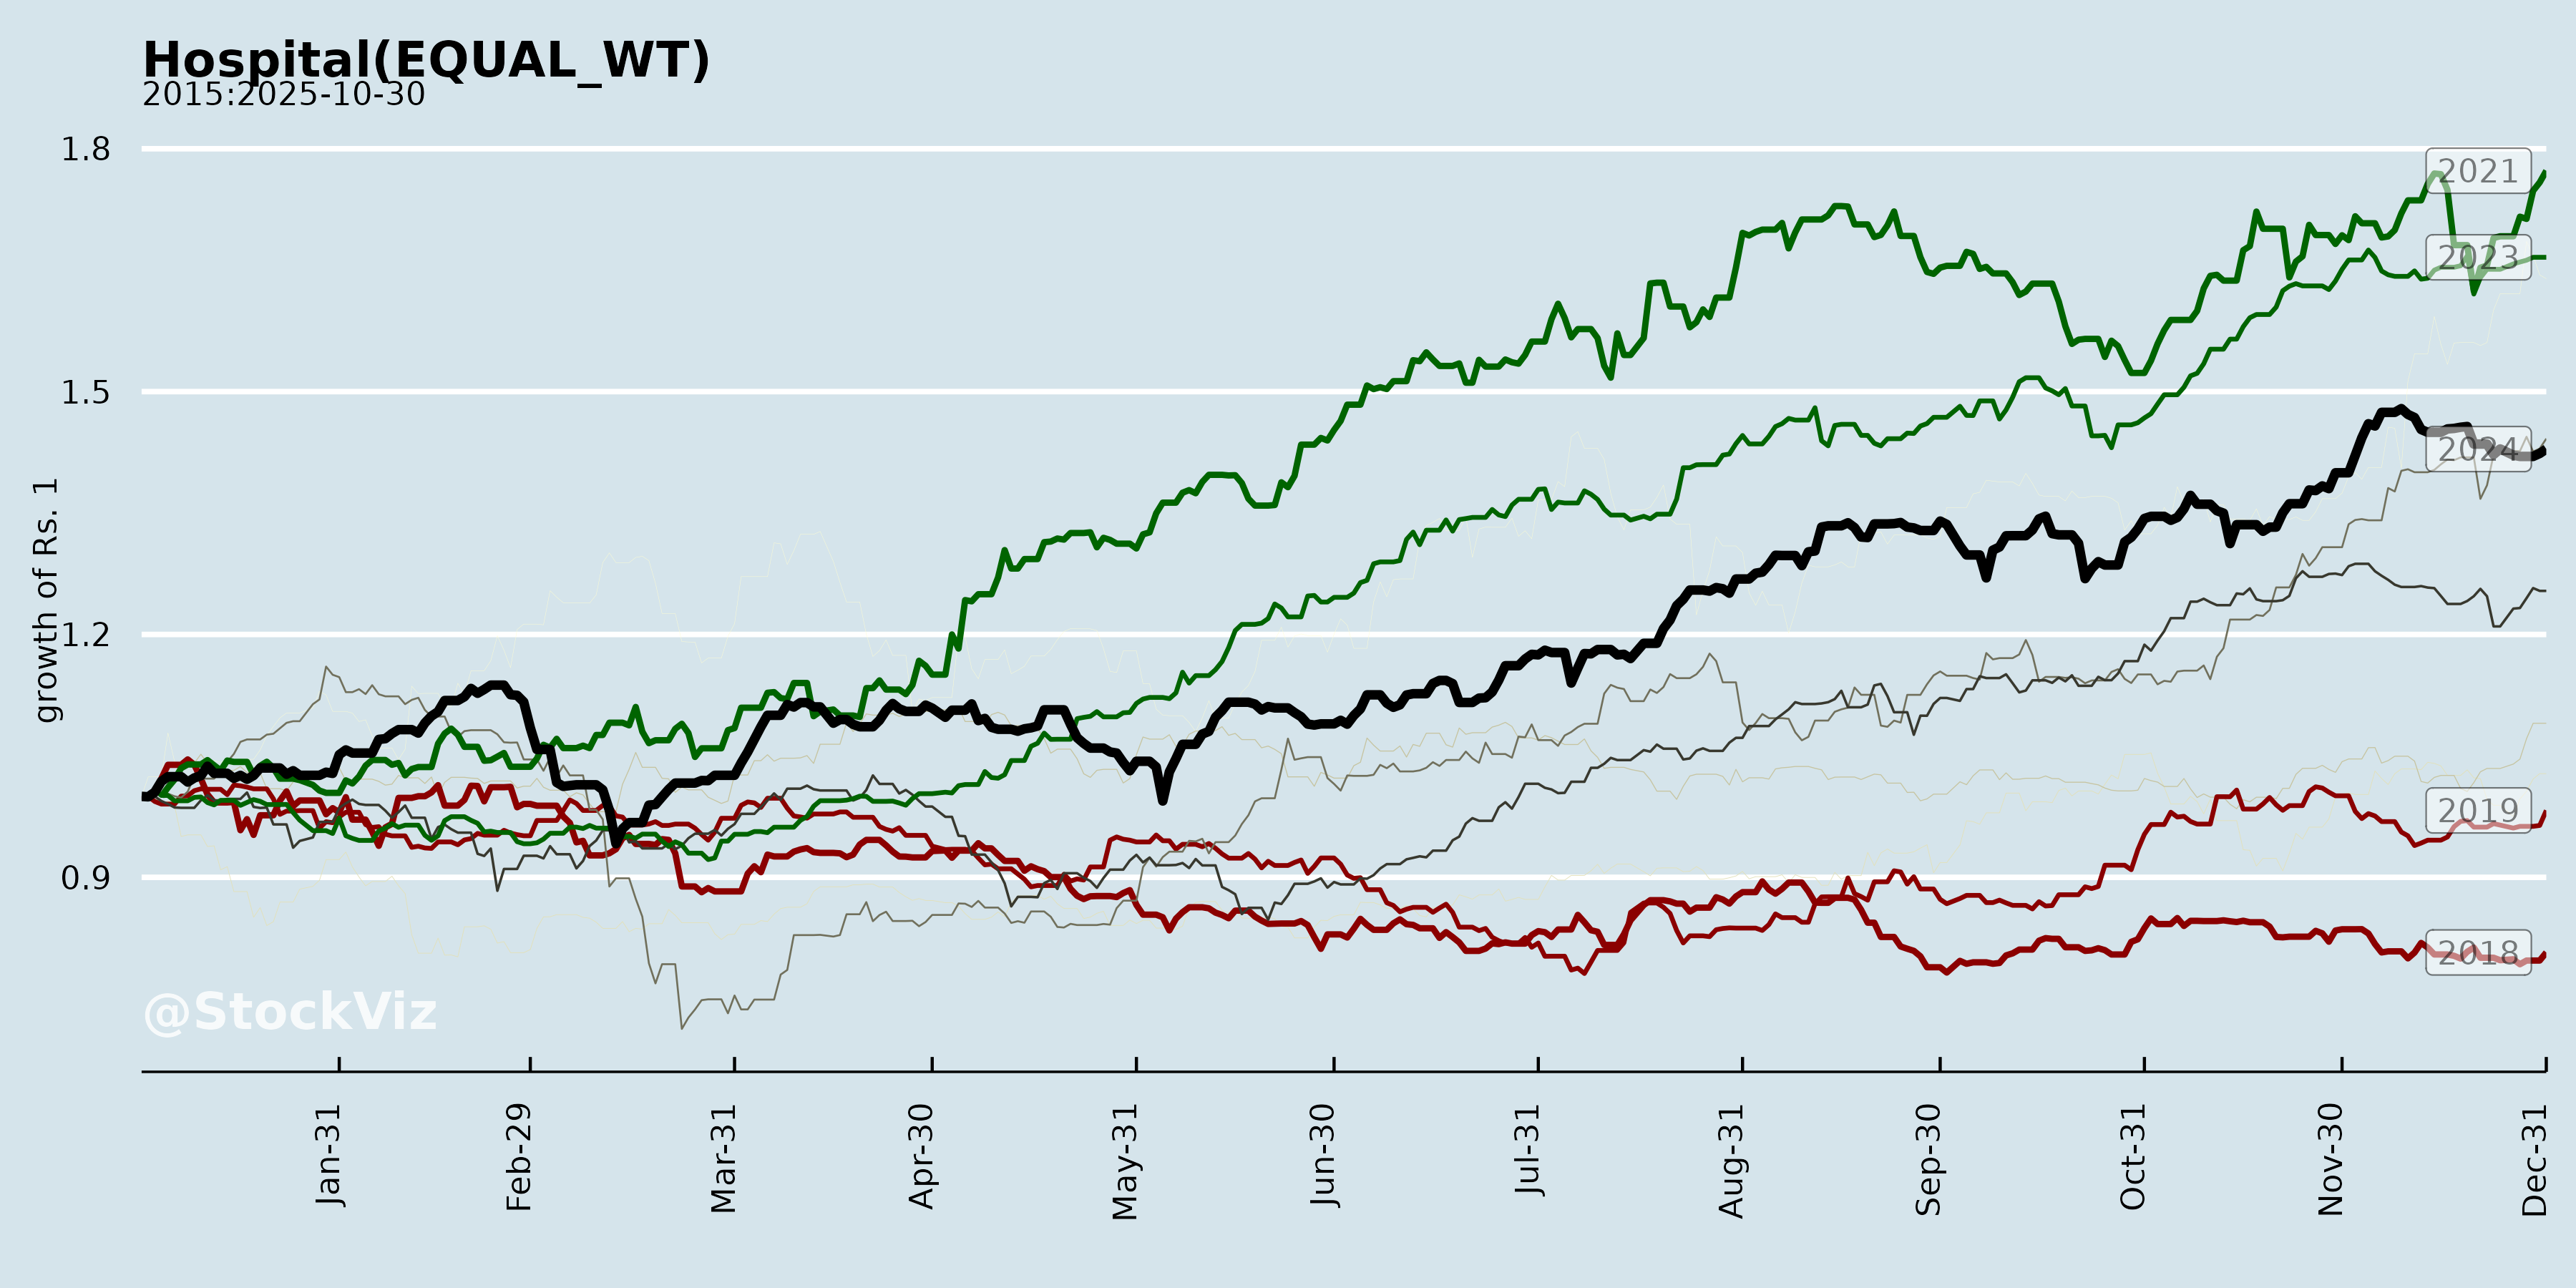 Hospital(EQUAL_WT)
2015:2025-10-30
growth of Rs. 1
1.8
1.5
1.2
0.9
2021
2023
2024
2019
2018
@StockViz
Jan-31
Feb-29
Mar-31
Apr-30
May-31
Jun-30
Jul-31
Aug-31
Sep-30
Oct-31
Nov-30
Dec-31